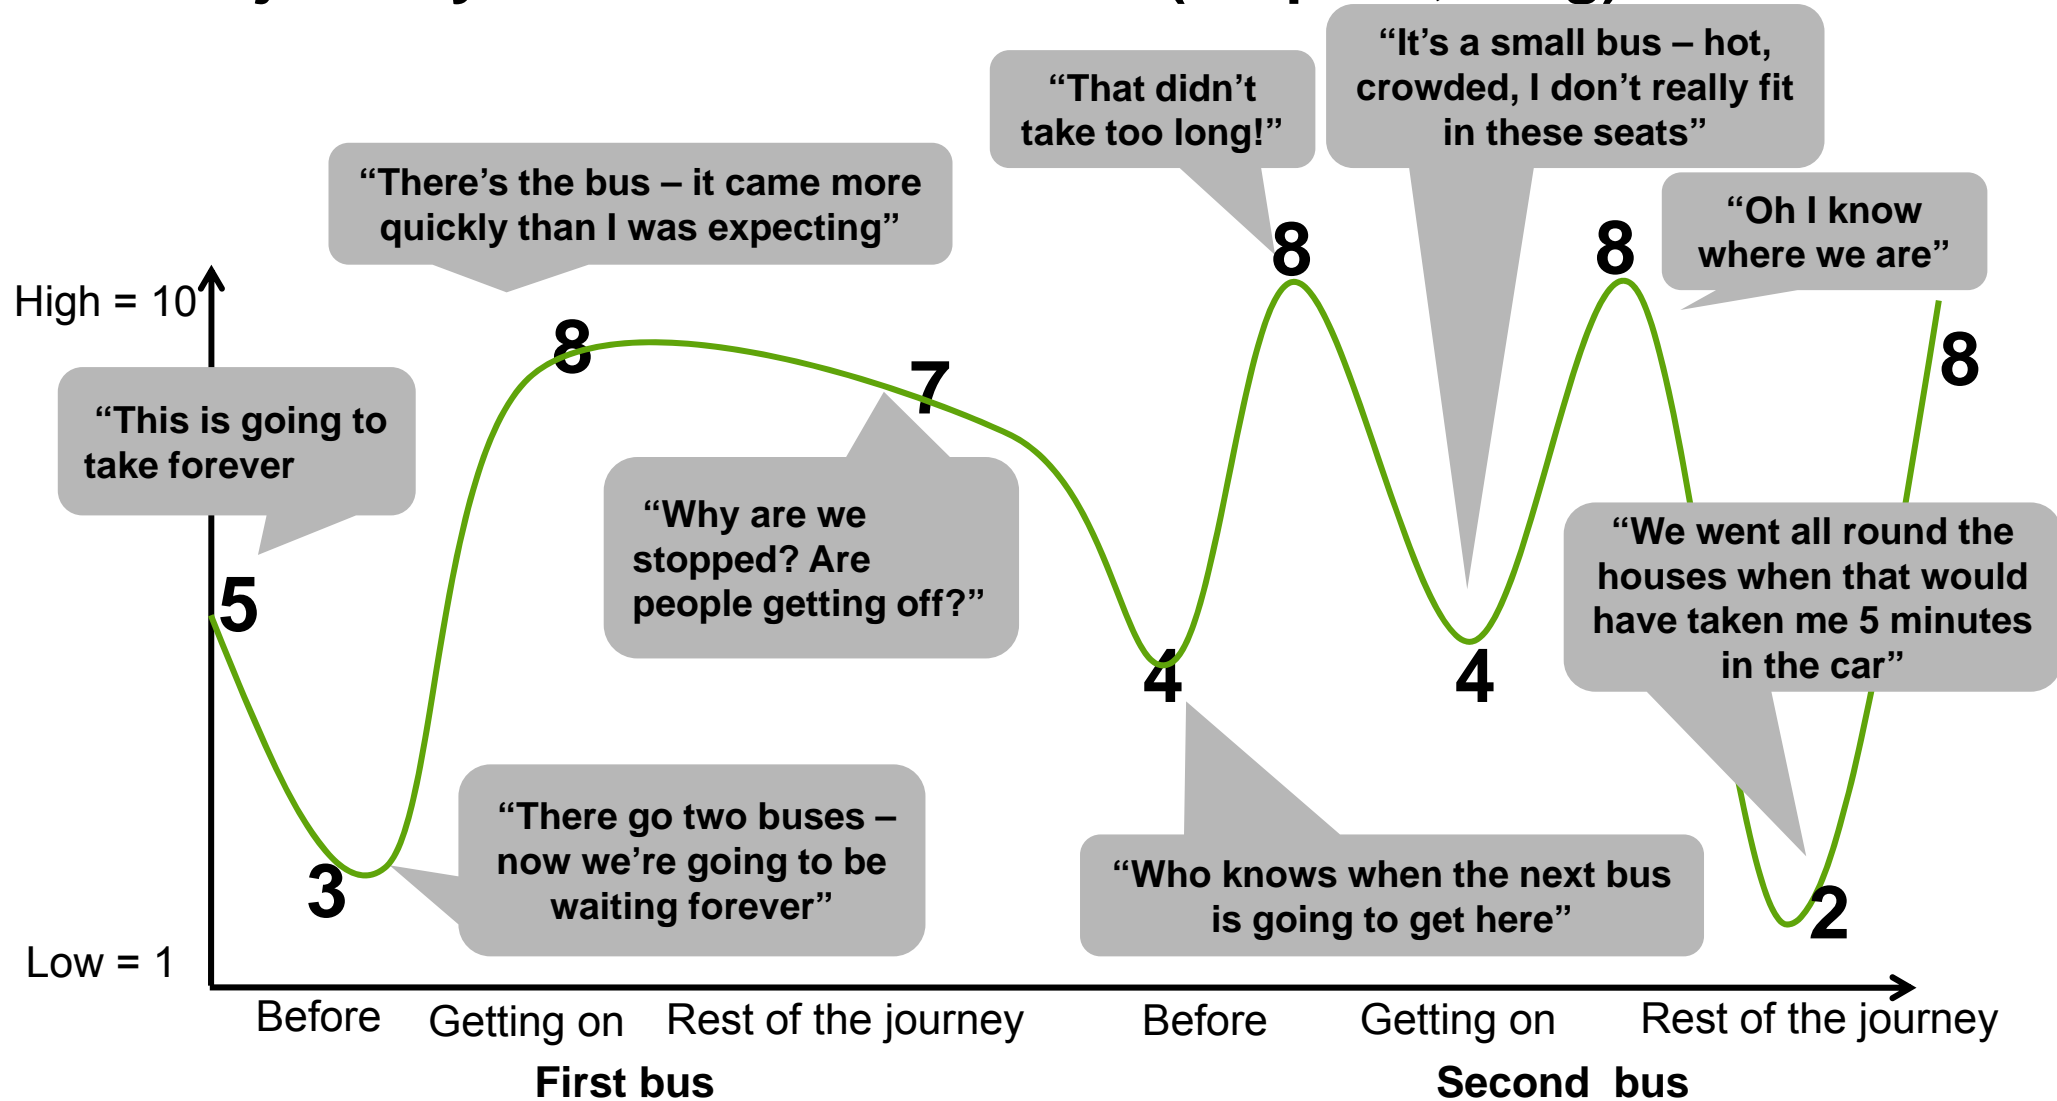 “It’s a small bus – hot,
crowded, I don’t really fit
in these seats”
“That didn’t
take too long!”
“There’s the bus – it came more
quickly than I was expecting”
“Oh I know
where we are”
8
8
High = 10
8
7
8
“This is going to
take forever
“Why are we
stopped? Are
people getting off?”
“We went all round the
houses when that would
have taken me 5 minutes
in the car”
5
4
4
“There go two buses –
now we’re going to be
waiting forever”
“Who knows when the next bus
is going to get here”
3
2
Low = 1
Before
Getting on
Rest of the journey
Before
Getting on
Rest of the journey
First bus
Second bus